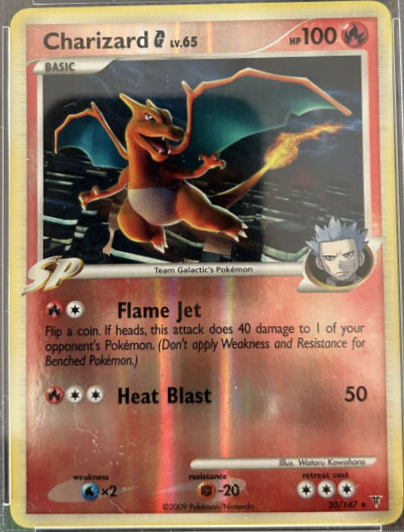 Charizard G LV.65 HP100
BASIC
SP
Team Galactic's Pokémon
Flame Jet
Flip a coin. If heads, this attack does 40 damage to 1 of your
opponent's Pokémon. (Don't apply Weakness and Resistance for
Benched Pokémon.)
Heat Blast 50
Illus. Wataru Kawahara
weakness resistance retreat cost
×2 -20
©2009 Pokémon/Nintendo 20/147